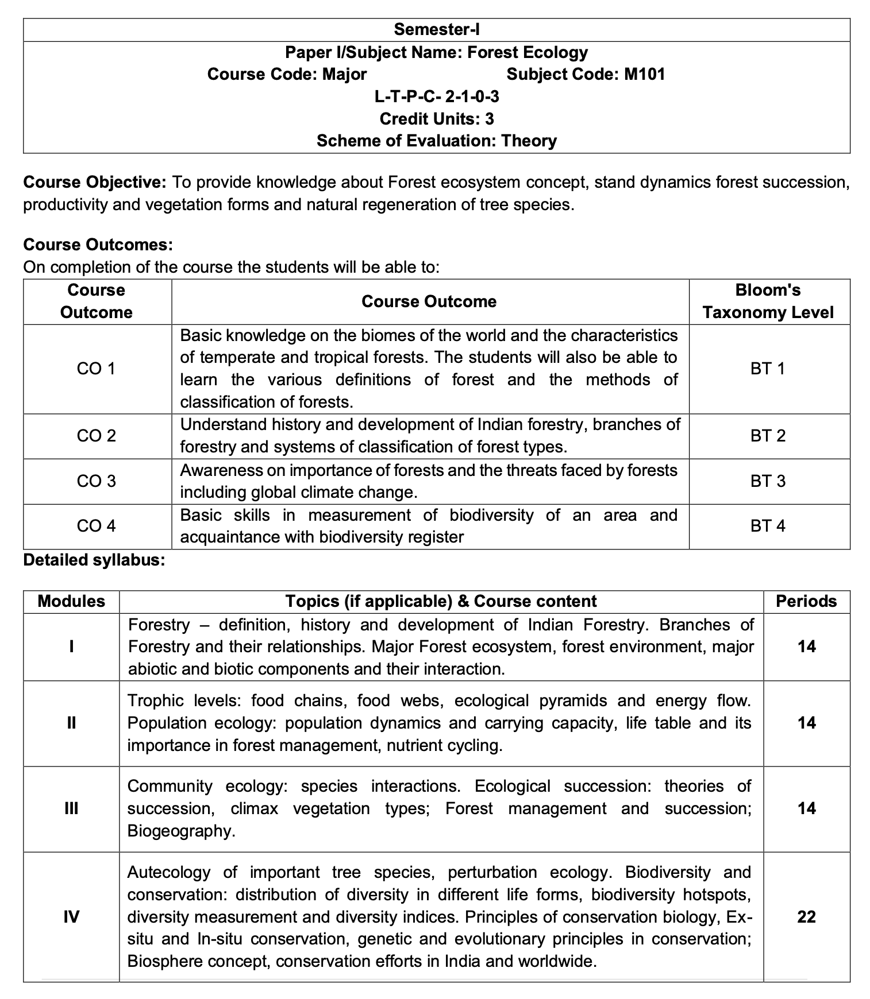 Semester-I
Paper I/Subject Name: Forest Ecology
Course Code: Major Subject Code: M101
L-T-P-C- 2-1-0-3
Credit Units: 3
Scheme of Evaluation: Theory
Course Objective: To provide knowledge about Forest ecosystem concept, stand dynamics forest succession,
productivity and vegetation forms and natural regeneration of tree species.
Course Outcomes:
On completion of the course the students will be able to:
Course
Outcome
Course Outcome
Bloom's
Taxonomy Level
CO 1
Basic knowledge on the biomes of the world and the characteristics
of temperate and tropical forests. The students will also be able to
learn the various definitions of forest and the methods of
classification of forests.
BT 1
CO 2
Understand history and development of Indian forestry, branches of
forestry and systems of classification of forest types.
BT 2
CO 3
Awareness on importance of forests and the threats faced by forests
including global climate change.
BT 3
CO 4
Basic skills in measurement of biodiversity of an area and
acquaintance with biodiversity register
BT 4
Detailed syllabus:
Modules
Topics (if applicable) & Course content
Periods
I
Forestry – definition, history and development of Indian Forestry. Branches of
Forestry and their relationships. Major Forest ecosystem, forest environment, major
abiotic and biotic components and their interaction.
14
II
Trophic levels: food chains, food webs, ecological pyramids and energy flow.
Population ecology: population dynamics and carrying capacity, life table and its
importance in forest management, nutrient cycling.
14
III
Community ecology: species interactions. Ecological succession: theories of
succession, climax vegetation types; Forest management and succession;
Biogeography.
14
IV
Autecology of important tree species, perturbation ecology. Biodiversity and
conservation: distribution of diversity in different life forms, biodiversity hotspots,
diversity measurement and diversity indices. Principles of conservation biology, Ex-
situ and In-situ conservation, genetic and evolutionary principles in conservation;
Biosphere concept, conservation efforts in India and worldwide.
22